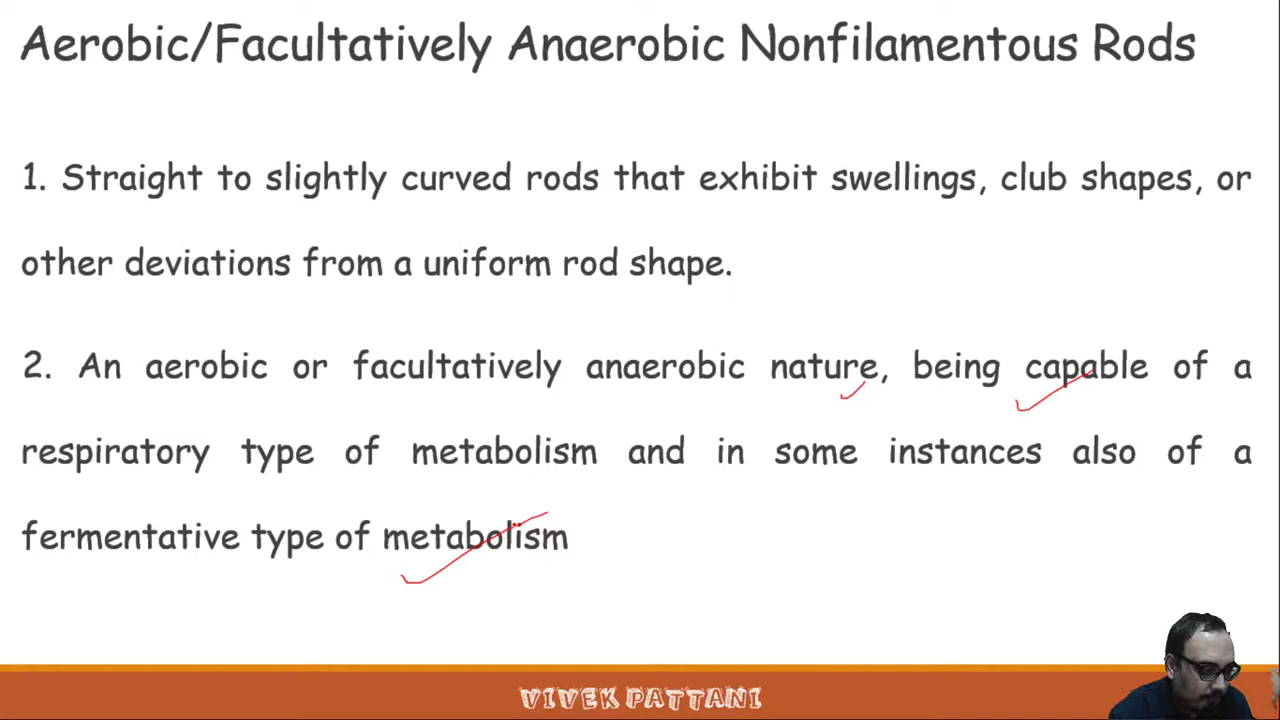 Aerobic/Facultatively Anaerobic Nonfilamentous Rods
1. Straight to slightly curved rods that exhibit swellings, club shapes, or
other deviations from a uniform rod shape.
2. An aerobic or facultatively anaerobic nature, being capable of a
respiratory type of metabolism and in some instances also of a
fermentative type of metabolism
VIVEK PATTANI